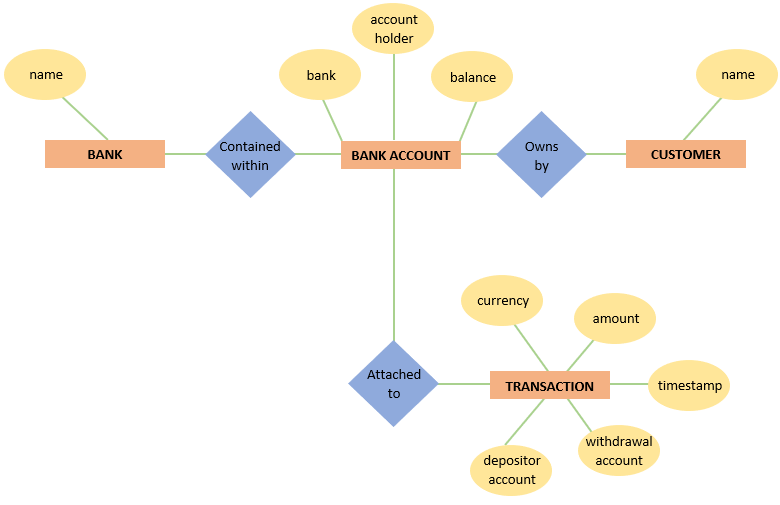 account
holder
name
bank
balance
name
BANK
Contained
within
BANK ACCOUNT
Owns
by
CUSTOMER
currency
amount
Attached
to
TRANSACTION
timestamp
depositor
account
withdrawal
account